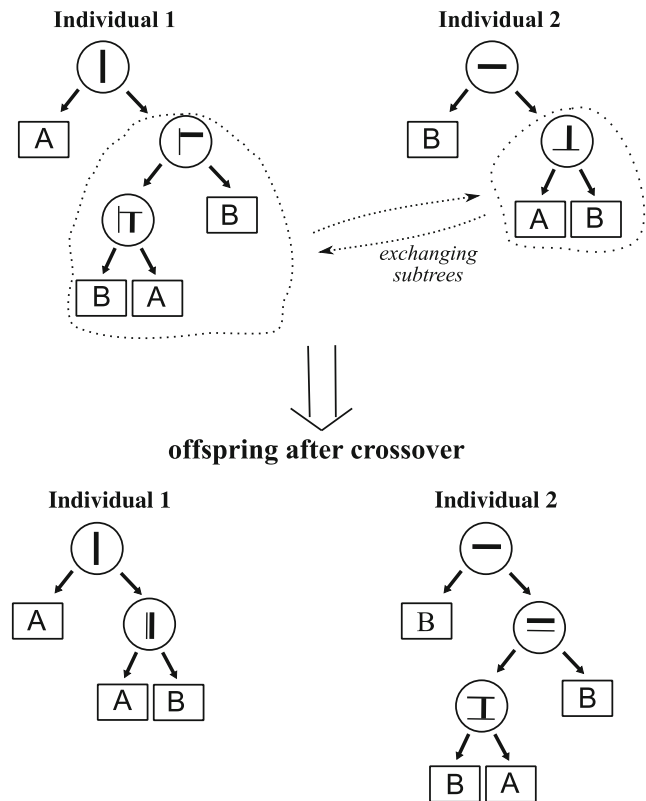 Individual 1
Individual 2
A
B
B
A B
B A
exchanging
subtrees
offspring after crossover
Individual 1
Individual 2
A
B
A B
B
B A